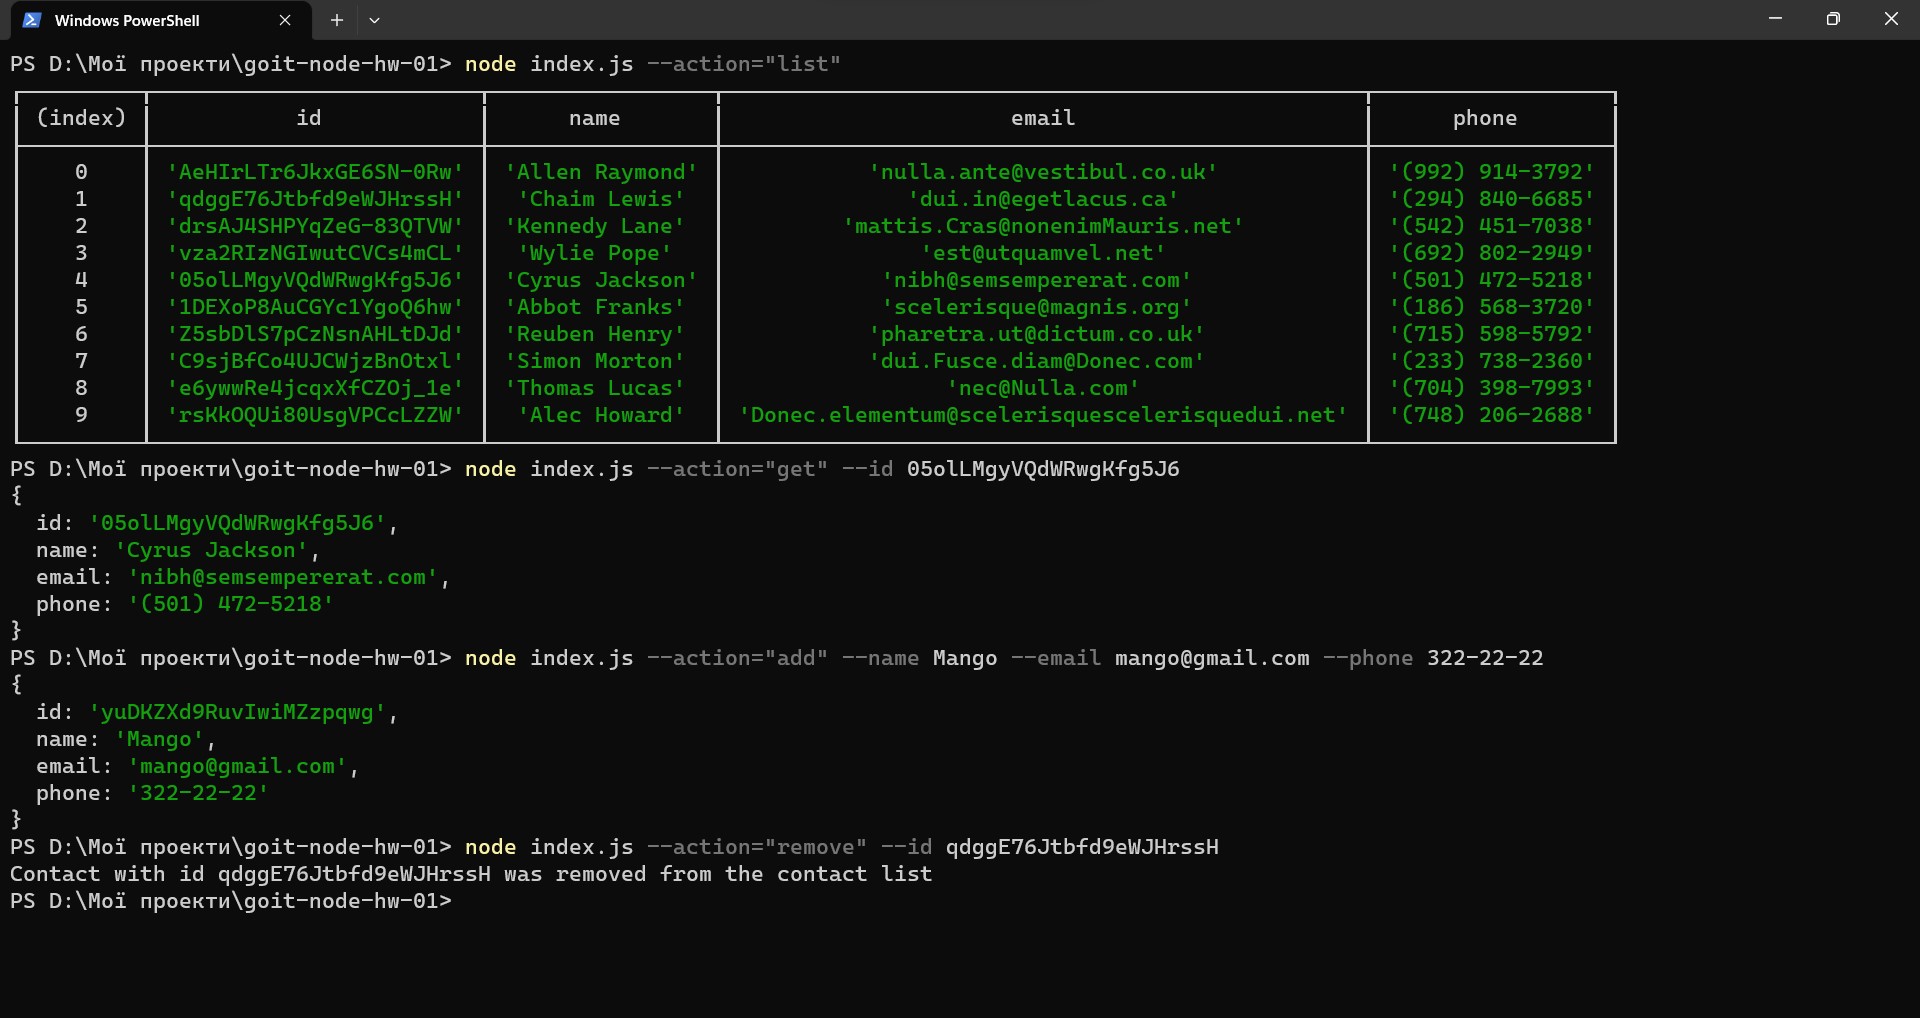 Windows PowerShell
PS D:\Мої проекти\goit-node-hw-01> node index.js --action="list"
(index) id name email phone
0 'AeHIrLTr6JkxGE6SN-0Rw' 'Allen Raymond' 'nulla.ante@vestibul.co.uk' '(992) 914-3792'
1 'qdggE76Jtbfd9eWJHrssH' 'Chaim Lewis' 'dui.in@egetlacus.ca' '(294) 840-6685'
2 'drsAJ4SHPYqZeG-83QTVW' 'Kennedy Lane' 'mattis.Cras@nonenimMauris.net' '(542) 451-7038'
3 'vza2RIzNGIwutCVCs4mCL' 'Wylie Pope' 'est@utquamvel.net' '(692) 802-2949'
4 '05olLMgyVQdWRwgKfg5J6' 'Cyrus Jackson' 'nibh@semsempererat.com' '(501) 472-5218'
5 '1DEXoP8AuCGYc1YgoQ6hw' 'Abbot Franks' 'scelerisque@magnis.org' '(186) 568-3720'
6 'Z5sbDlS7pCzNsnAHLtDJd' 'Reuben Henry' 'pharetra.ut@dictum.co.uk' '(715) 598-5792'
7 'C9sjBfCo4UJCWjzBnOtxl' 'Simon Morton' 'dui.Fusce.diam@Donec.com' '(233) 738-2360'
8 'e6ywwRe4jcqxXfCZOj_1e' 'Thomas Lucas' 'nec@Nulla.com' '(704) 398-7993'
9 'rsKkOQUi80UsgVPCcLZZW' 'Alec Howard' 'Donec.elementum@scelerisquescelerisquedui.net' '(748) 206-2688'
PS D:\Мої проекти\goit-node-hw-01> node index.js --action="get" --id 05olLMgyVQdWRwgKfg5J6
{
id: '05olLMgyVQdWRwgKfg5J6',
name: 'Cyrus Jackson',
email: 'nibh@semsempererat.com',
phone: '(501) 472-5218'
}
PS D:\Мої проекти\goit-node-hw-01> node index.js --action="add" --name Mango --email mango@gmail.com --phone 322-22-22
{
id: 'yuDKZXd9RuvIwiMZzpqwg',
name: 'Mango',
email: 'mango@gmail.com',
phone: '322-22-22'
}
PS D:\Мої проекти\goit-node-hw-01> node index.js --action="remove" --id qdggE76Jtbfd9eWJHrssH
Contact with id qdggE76Jtbfd9eWJHrssH was removed from the contact list
PS D:\Мої проекти\goit-node-hw-01>